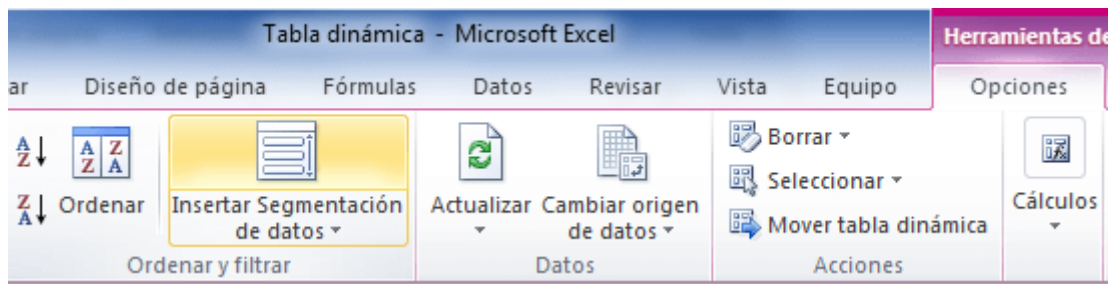 Tabla dinámica - Microsoft Excel
Herramientas de
ar Diseño de página Fórmulas Datos Revisar Vista Equipo Opciones
A Z
Z A
A Z
Z A
Ordenar
Insertar Segmentación
de datos
Actualizar
Cambiar origen
de datos
Borrar
Seleccionar
Mover tabla dinámica
Cálculos
Ordenar y filtrar
Datos
Acciones